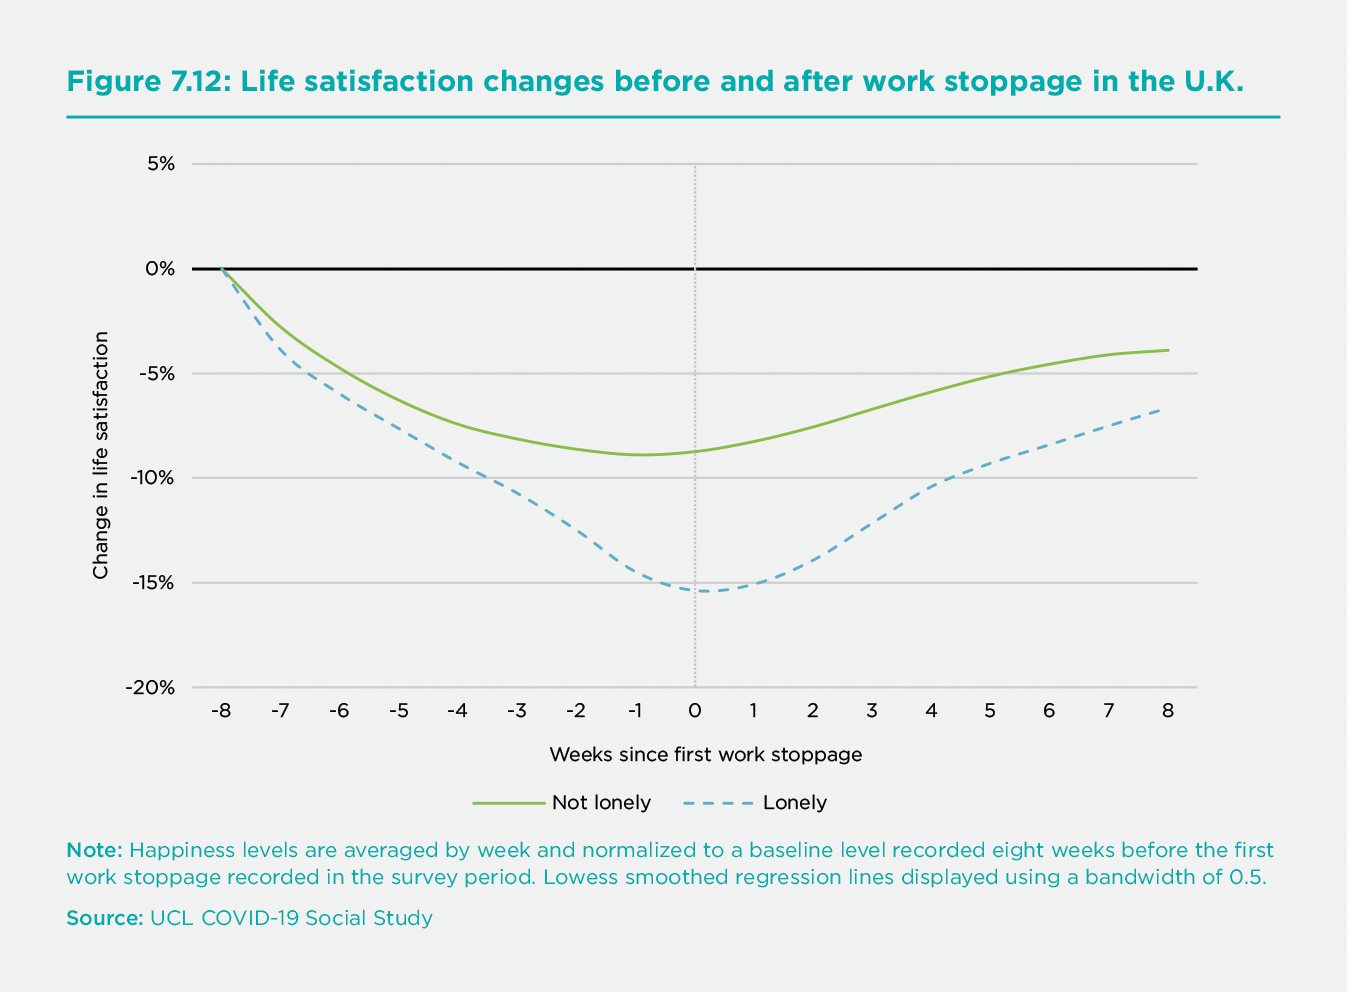 Figure 7.12: Life satisfaction changes before and after work stoppage in the U.K.
5%
0%
-5%
-10%
-15%
-20%
Change in life satisfaction
-8 -7 -6 -5 -4 -3 -2 -1 0 1 2 3 4 5 6 7 8
Weeks since first work stoppage
Not lonely Lonely
Note: Happiness levels are averaged by week and normalized to a baseline level recorded eight weeks before the first
work stoppage recorded in the survey period. Lowess smoothed regression lines displayed using a bandwidth of 0.5.
Source: UCL COVID-19 Social Study